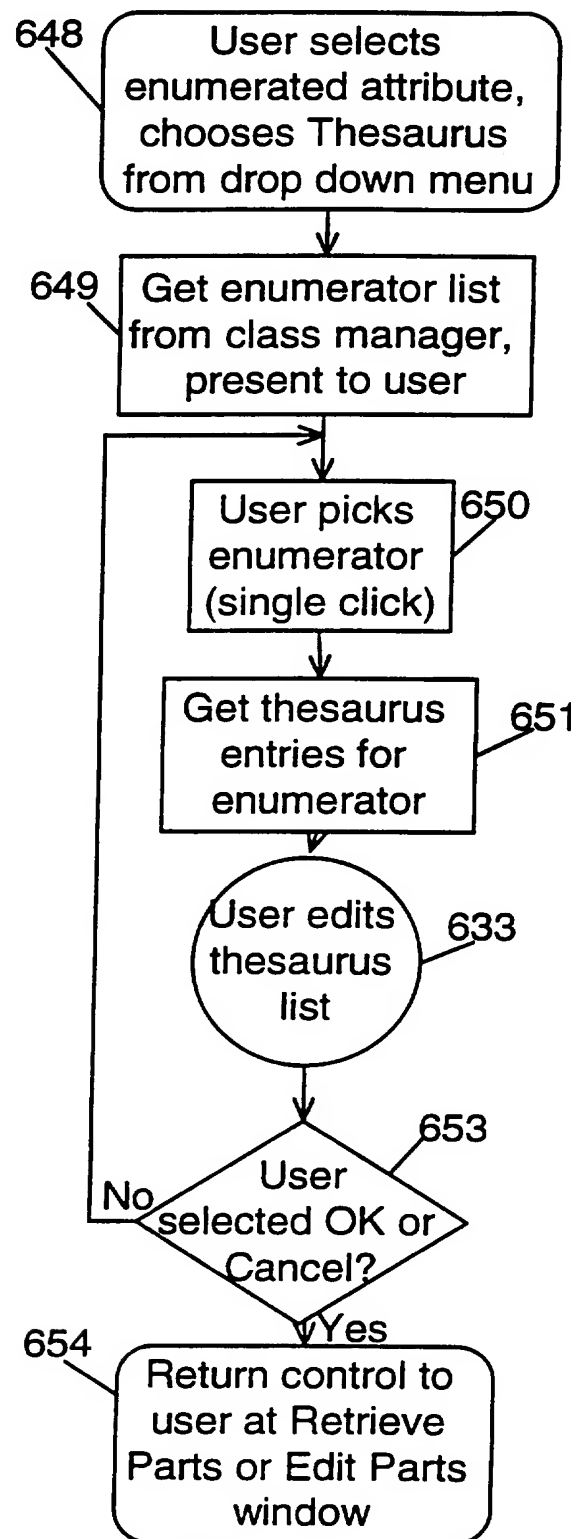 648
User selects
enumerated attribute,
chooses Thesaurus
from drop down menu
649
Get enumerator list
from class manager,
present to user
User picks
enumerator
(single click)
650
Get thesaurus
entries for
enumerator
651
User edits
thesaurus
list
633
653
User
selected OK or
Cancel?
No
Yes
654
Return control to
user at Retrieve
Parts or Edit Parts
window